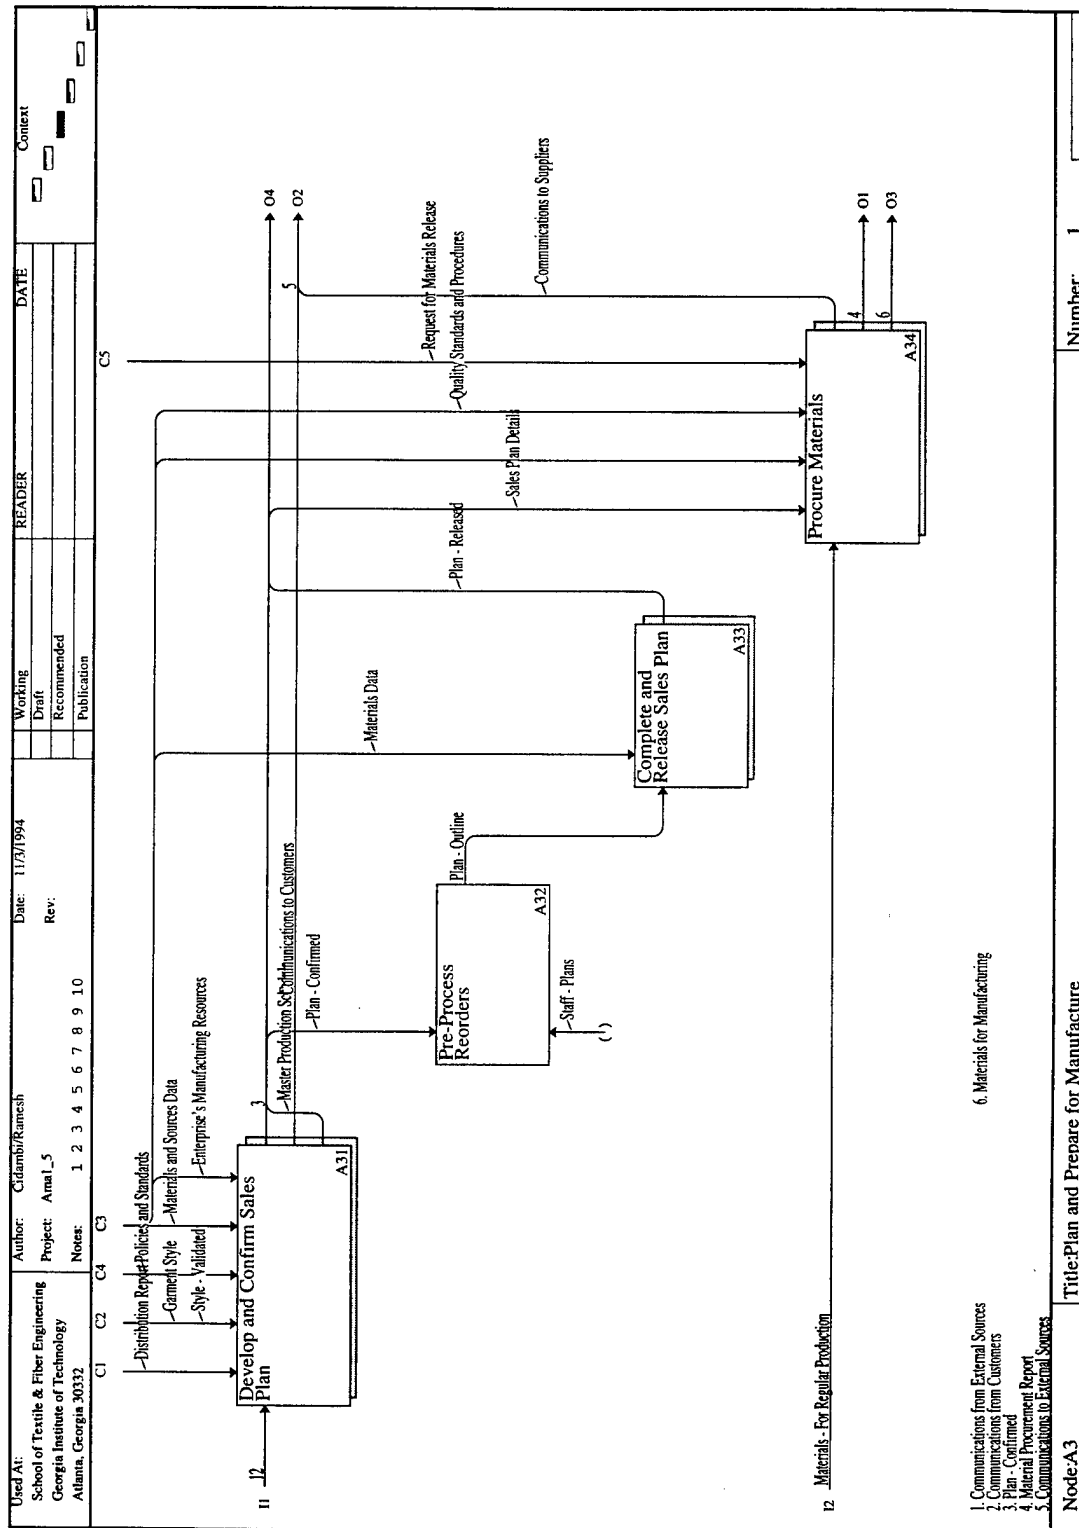 Used At:
School of Textile & Fiber Engineering
Georgia Institute of Technology
Atlanta, Georgia 30332
Author: Cidambi/Ramesh
Project: Ama1_5
Notes: 1 2 3 4 5 6 7 8 9 10
Date: 11/3/1994
Rev:
Working
Draft
Recommended
Publication
READER
DATE
Context
C1
C2
C4
C3
C5
Distribution Report
Policies and Standards
Garment Style
Style - Validated
Materials and Sources Data
Enterprise's Manufacturing Resources
I1
12
Develop and Confirm Sales
Plan
A31
3
Master Production
Communications to Customers
Plan - Confirmed
O4
O2
5
Pre-Process
Reorders
A32
Staff - Plans
( )
Plan - Outline
Materials Data
Complete and
Release Sales Plan
A33
Plan - Released
Sales Plan Details
Quality Standards and Procedures
Request for Materials Release
Communications to Suppliers
I2
Materials - For Regular Production
Procure Materials
A34
4
O1
6
O3
1. Communications from External Sources
2. Communications from Customers
3. Plan - Confirmed
4. Material Procurement Report
5. Communications to External Sources
6. Materials for Manufacturing
Node:A3
Title:Plan and Prepare for Manufacture
Number: 1